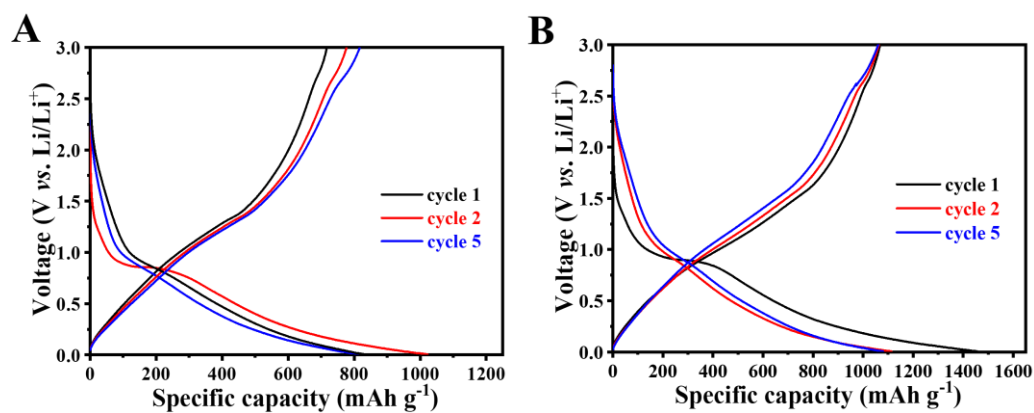 A
3.0
2.5
2.0
1.5
1.0
0.5
0.0
Voltage (V vs. Li/Li⁺)
cycle 1
cycle 2
cycle 5
0 200 400 600 800 1000 1200
Specific capacity (mAh g⁻¹)
B
3.0
2.5
2.0
1.5
1.0
0.5
0.0
Voltage (V vs. Li/Li⁺)
cycle 1
cycle 2
cycle 5
0 200 400 600 800 1000 1200 1400 1600
Specific capacity (mAh g⁻¹)